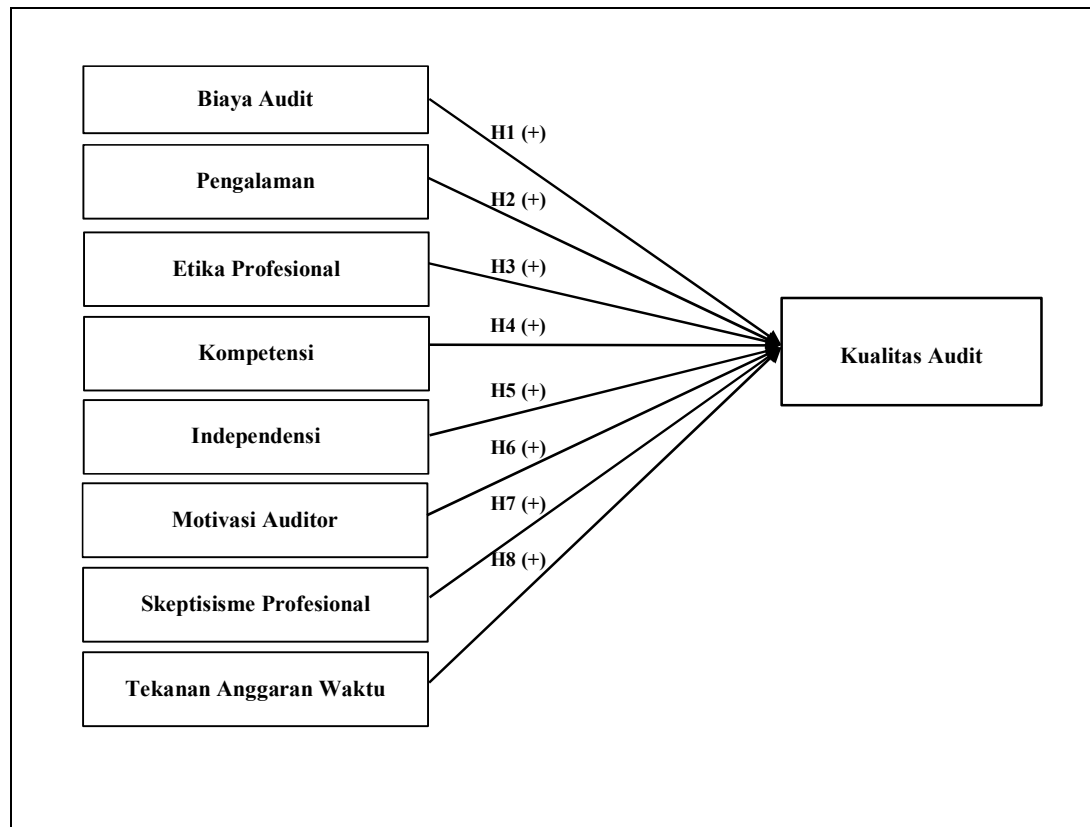 Biaya Audit
Pengalaman
Etika Profesional
Kompetensi
Independensi
Motivasi Auditor
Skeptisisme Profesional
Tekanan Anggaran Waktu
H1 (+)
H2 (+)
H3 (+)
H4 (+)
H5 (+)
H6 (+)
H7 (+)
H8 (+)
Kualitas Audit